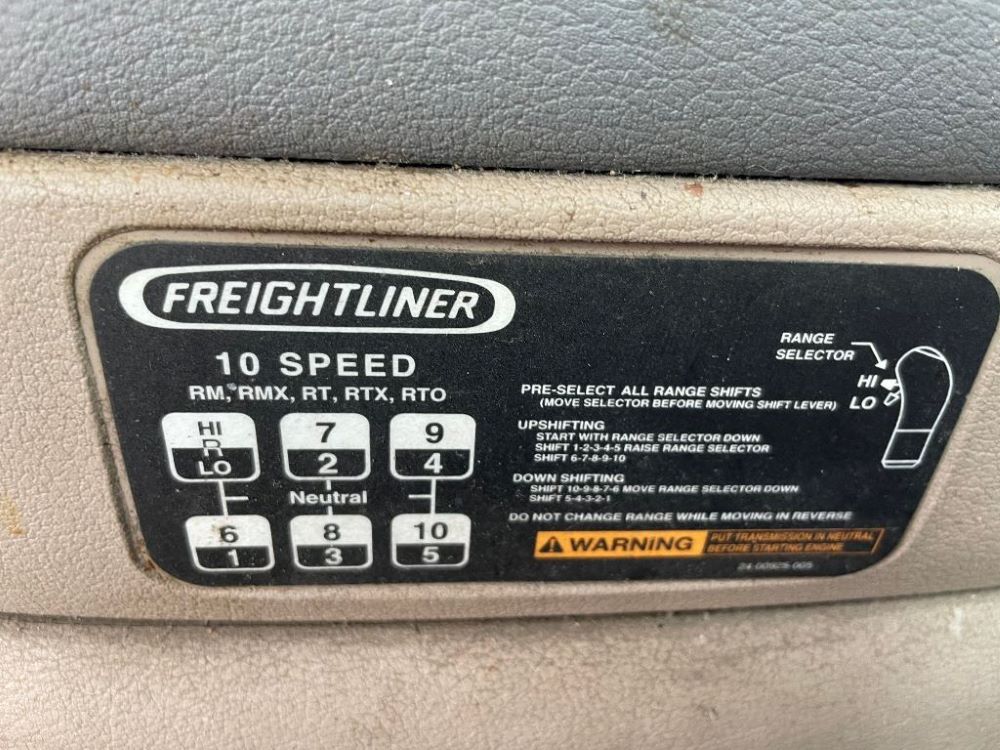 FREIGHTLINER
10 SPEED
RM, RMX, RT, RTX, RTO
HI
R
LO
7
2
9
4
Neutral
6
1
8
3
10
5
RANGE
SELECTOR
HI
LO
PRE-SELECT ALL RANGE SHIFTS
(MOVE SELECTOR BEFORE MOVING SHIFT LEVER)
UPSHIFTING
START WITH RANGE SELECTOR DOWN
SHIFT 1-2-3-4-5 RAISE RANGE SELECTOR
SHIFT 6-7-8-9-10
DOWN SHIFTING
SHIFT 10-9-8-7-6 MOVE RANGE SELECTOR DOWN
SHIFT 5-4-3-2-1
DO NOT CHANGE RANGE WHILE MOVING IN REVERSE
WARNING
PUT TRANSMISSION IN NEUTRAL
BEFORE STARTING ENGINE